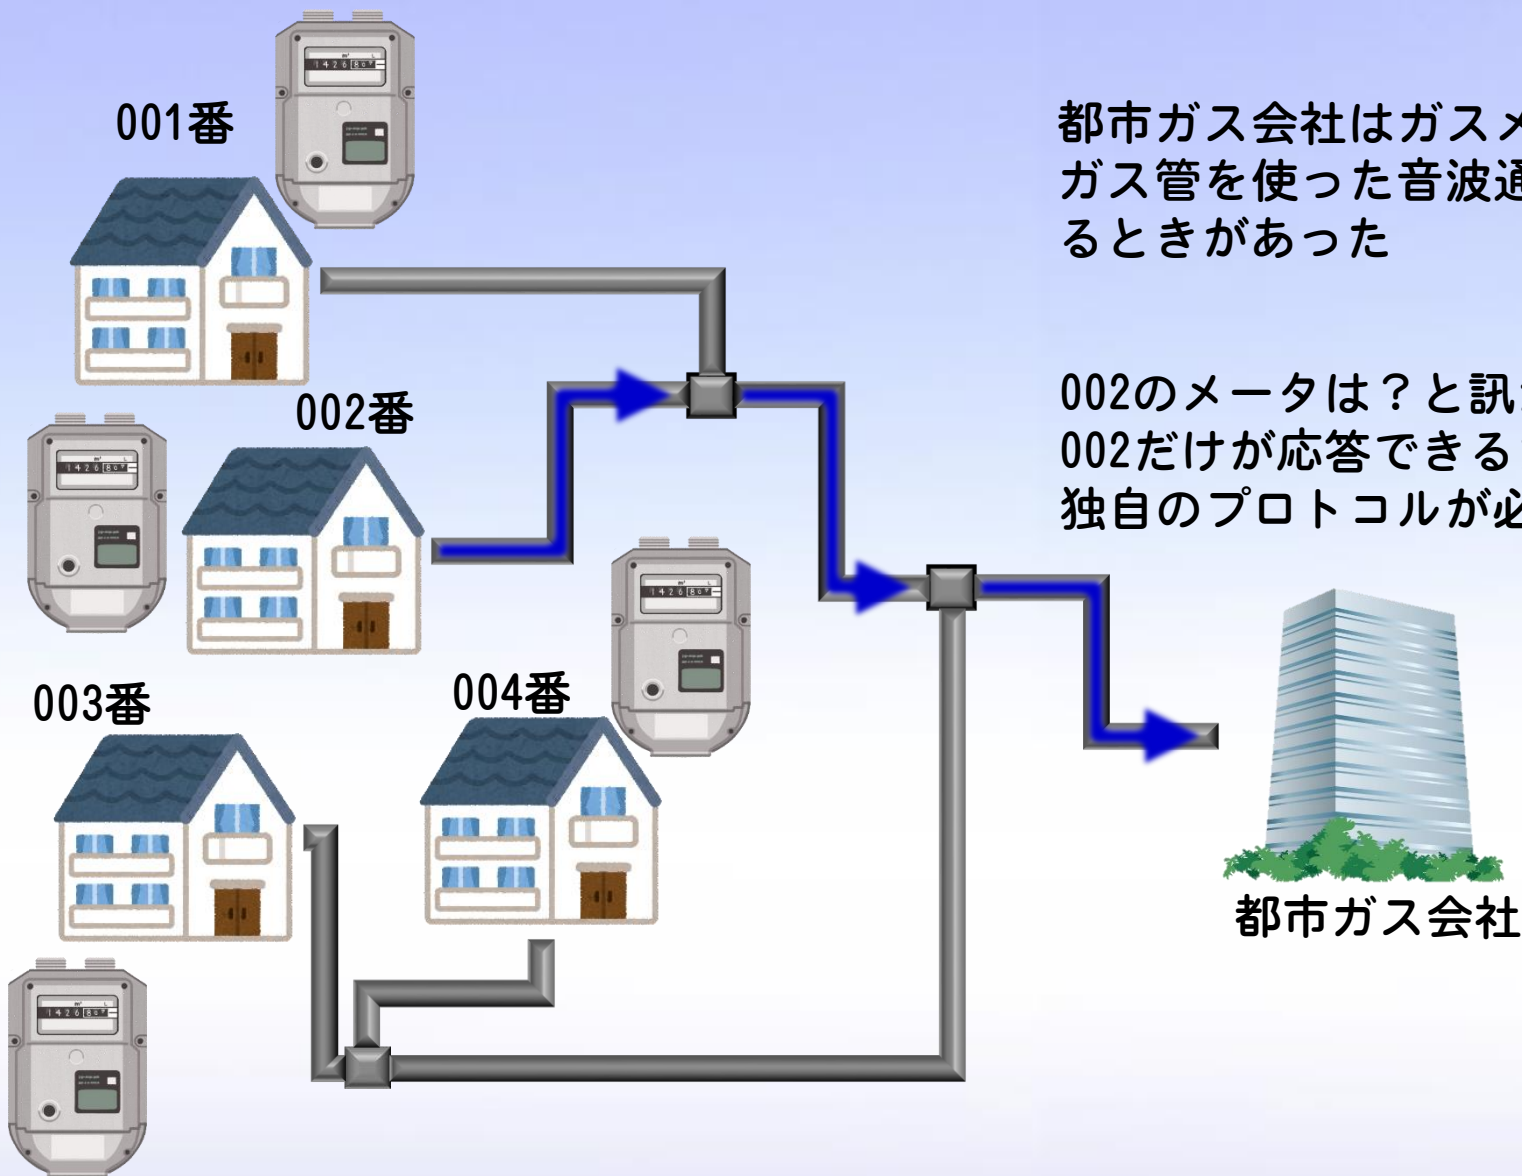 001番
都市ガス会社はガスメ
ガス管を使った音波通
るときがあった
002番
002のメータは？と訊
002だけが応答できる
独自のプロトコルが必
003番
004番
都市ガス会社